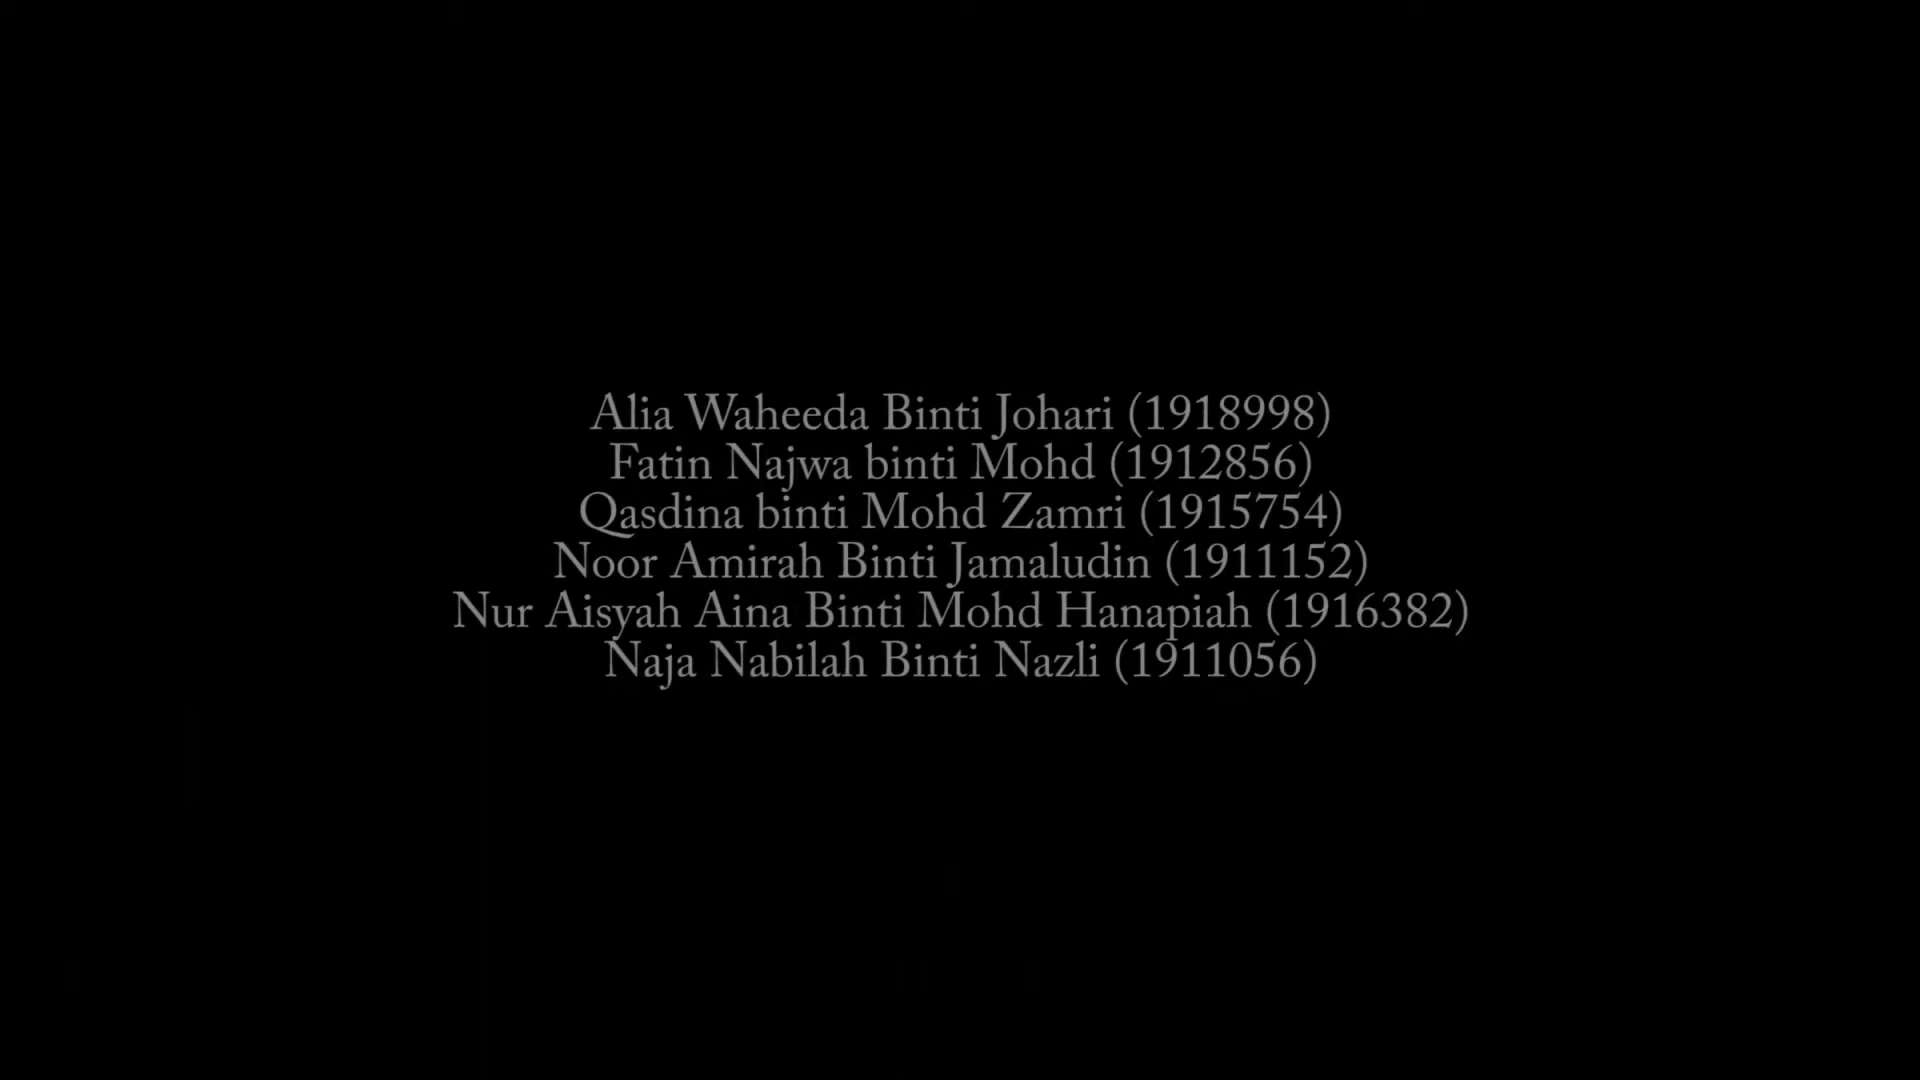 Alia Waheeda Binti Johari (1918998)
Fatin Najwa binti Mohd (1912856)
Qasdina binti Mohd Zamri (1915754)
Noor Amirah Binti Jamaludin (1911152)
Nur Aisyah Aina Binti Mohd Hanapiah (1916382)
Naja Nabilah Binti Nazli (1911056)